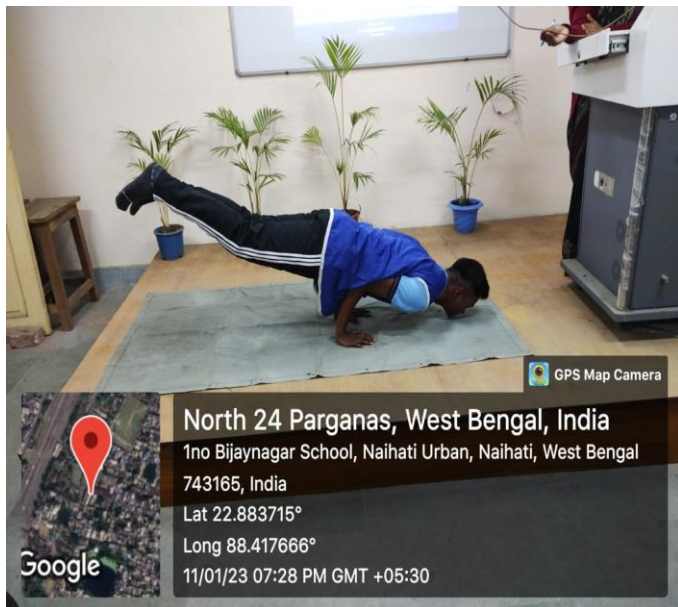 GPS Map Camera
North 24 Parganas, West Bengal, India
1no Bijaynagar School, Naihati Urban, Naihati, West Bengal
743165, India
Lat 22.883715°
Long 88.417666°
11/01/23 07:28 PM GMT +05:30
Google